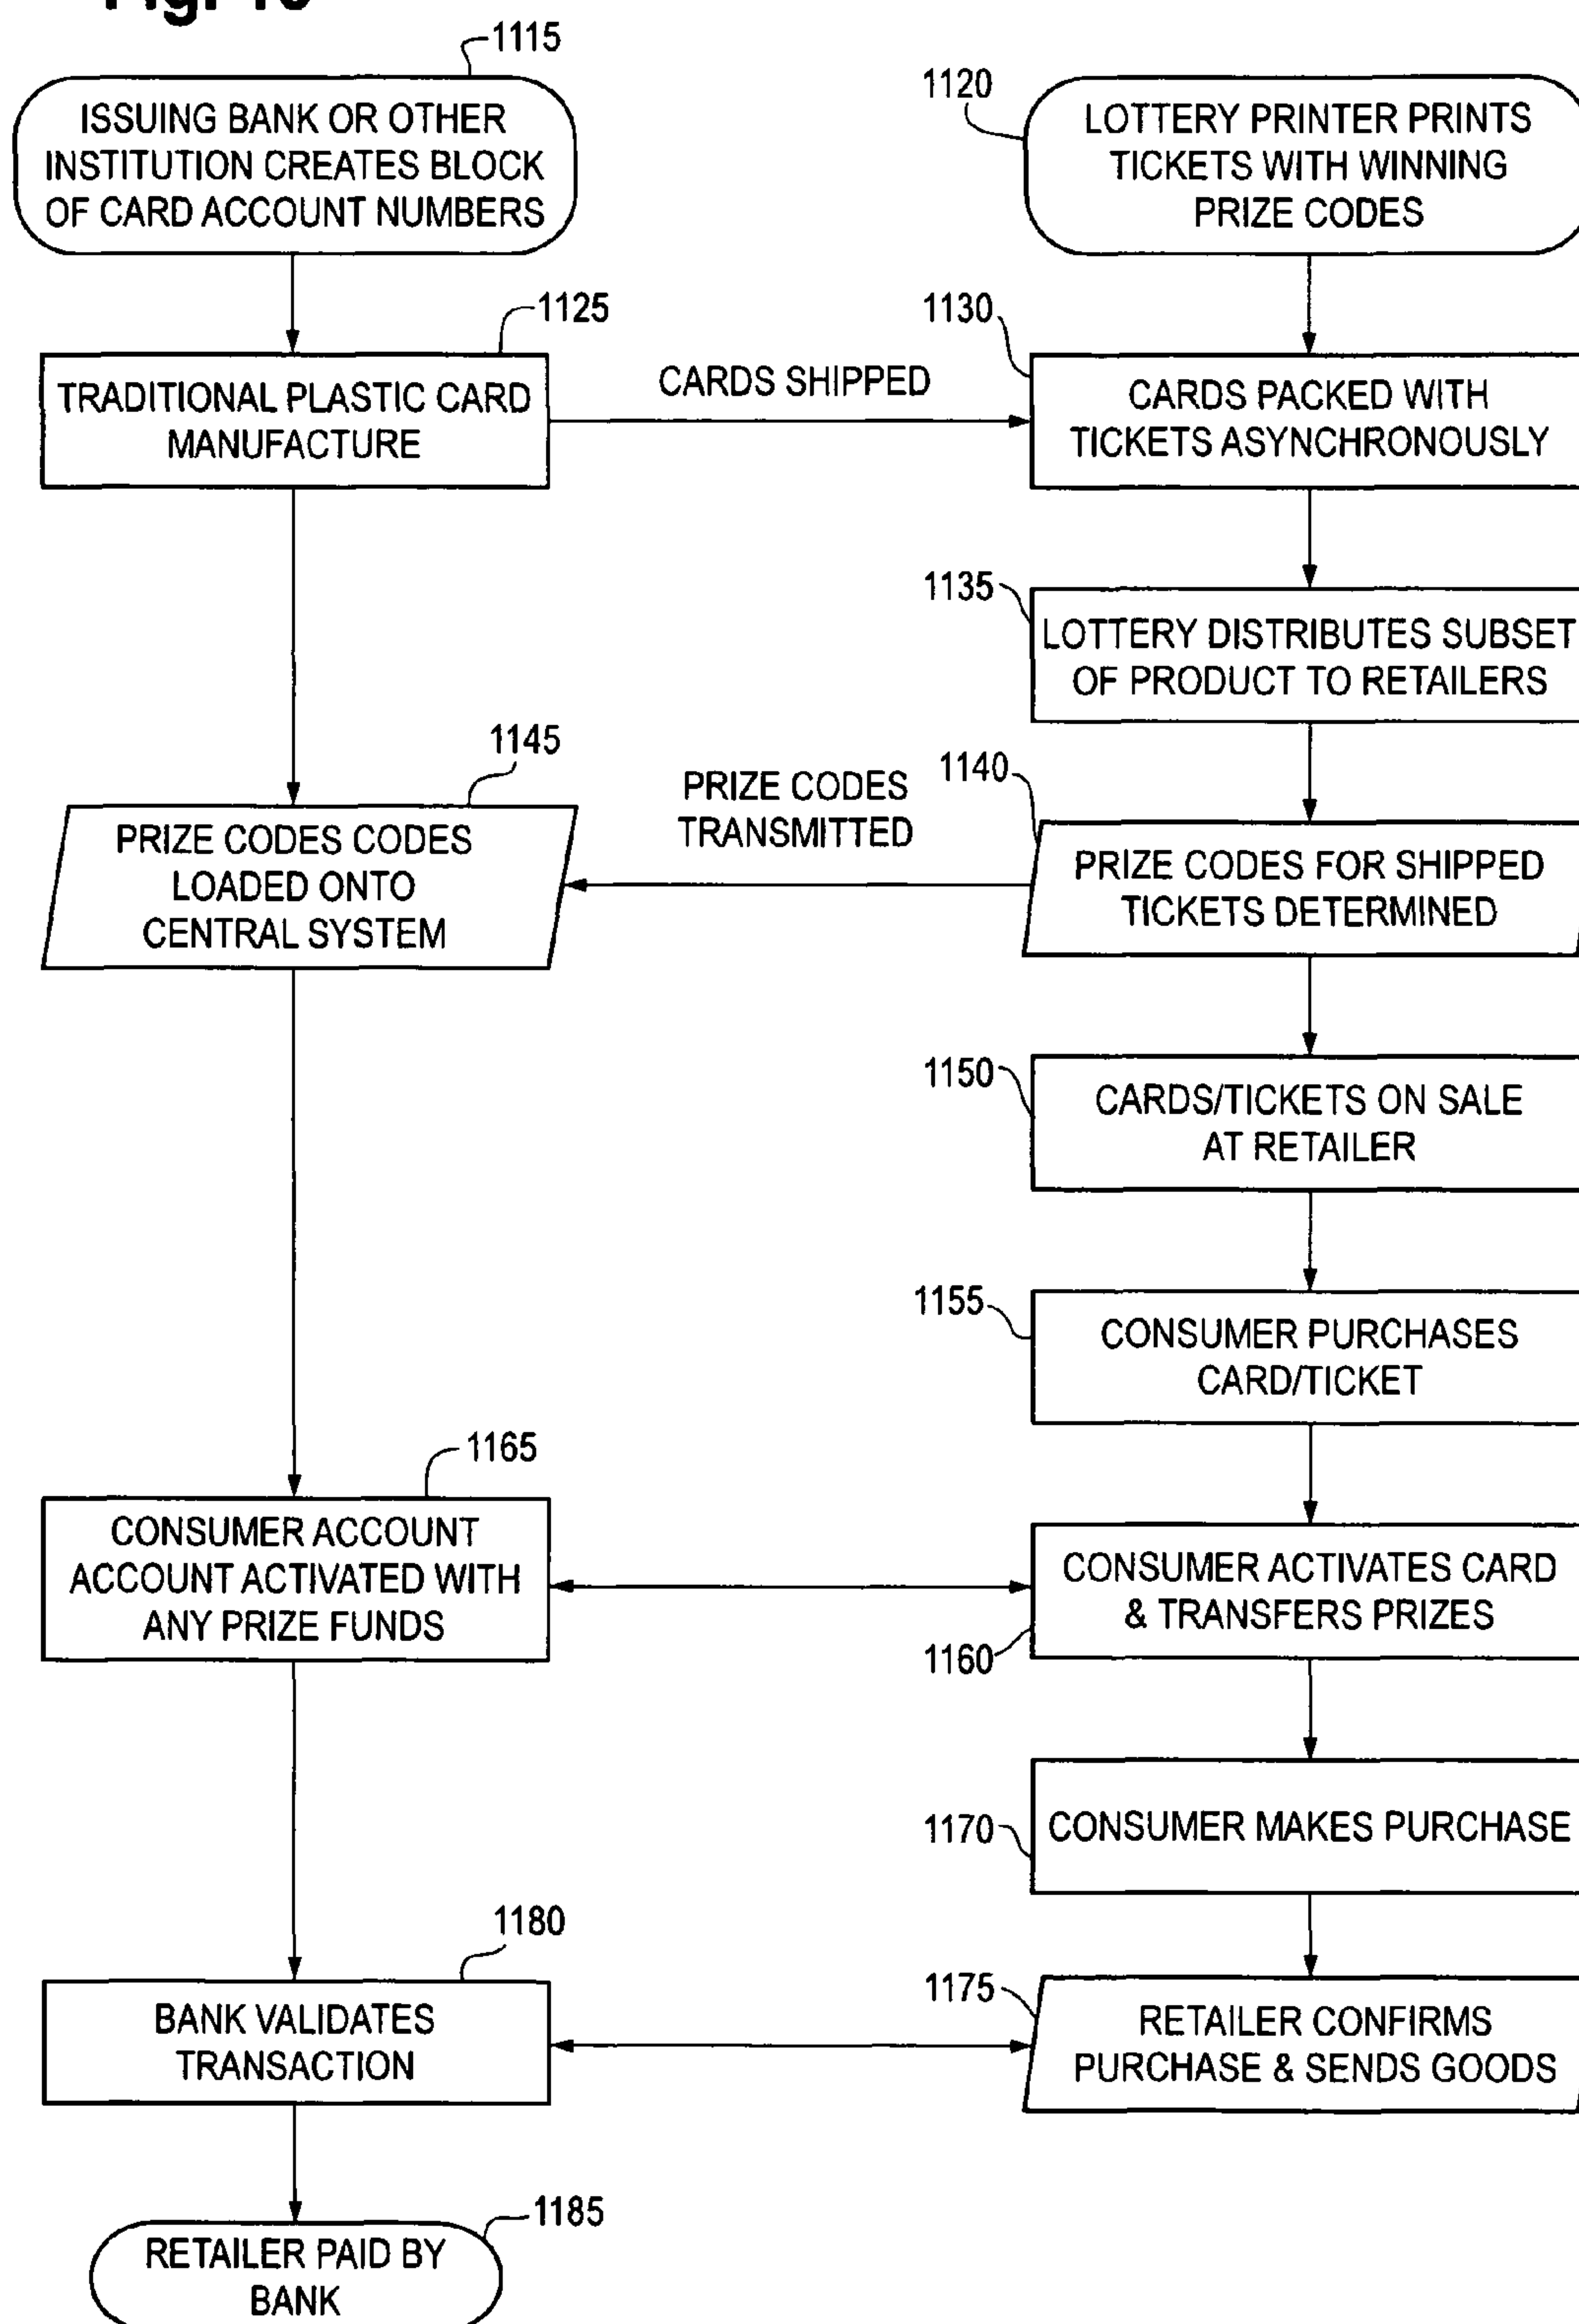 1115
ISSUING BANK OR OTHER
INSTITUTION CREATES BLOCK
OF CARD ACCOUNT NUMBERS
1120
LOTTERY PRINTER PRINTS
TICKETS WITH WINNING
PRIZE CODES
1125
TRADITIONAL PLASTIC CARD
MANUFACTURE
CARDS SHIPPED
1130
CARDS PACKED WITH
TICKETS ASYNCHRONOUSLY
1135
LOTTERY DISTRIBUTES SUBSET
OF PRODUCT TO RETAILERS
1145
PRIZE CODES CODES
LOADED ONTO
CENTRAL SYSTEM
PRIZE CODES
TRANSMITTED
1140
PRIZE CODES FOR SHIPPED
TICKETS DETERMINED
1150
CARDS/TICKETS ON SALE
AT RETAILER
1155
CONSUMER PURCHASES
CARD/TICKET
1165
CONSUMER ACCOUNT
ACCOUNT ACTIVATED WITH
ANY PRIZE FUNDS
CONSUMER ACTIVATES CARD
& TRANSFERS PRIZES
1160
1170
CONSUMER MAKES PURCHASE
1180
BANK VALIDATES
TRANSACTION
1175
RETAILER CONFIRMS
PURCHASE & SENDS GOODS
1185
RETAILER PAID BY
BANK